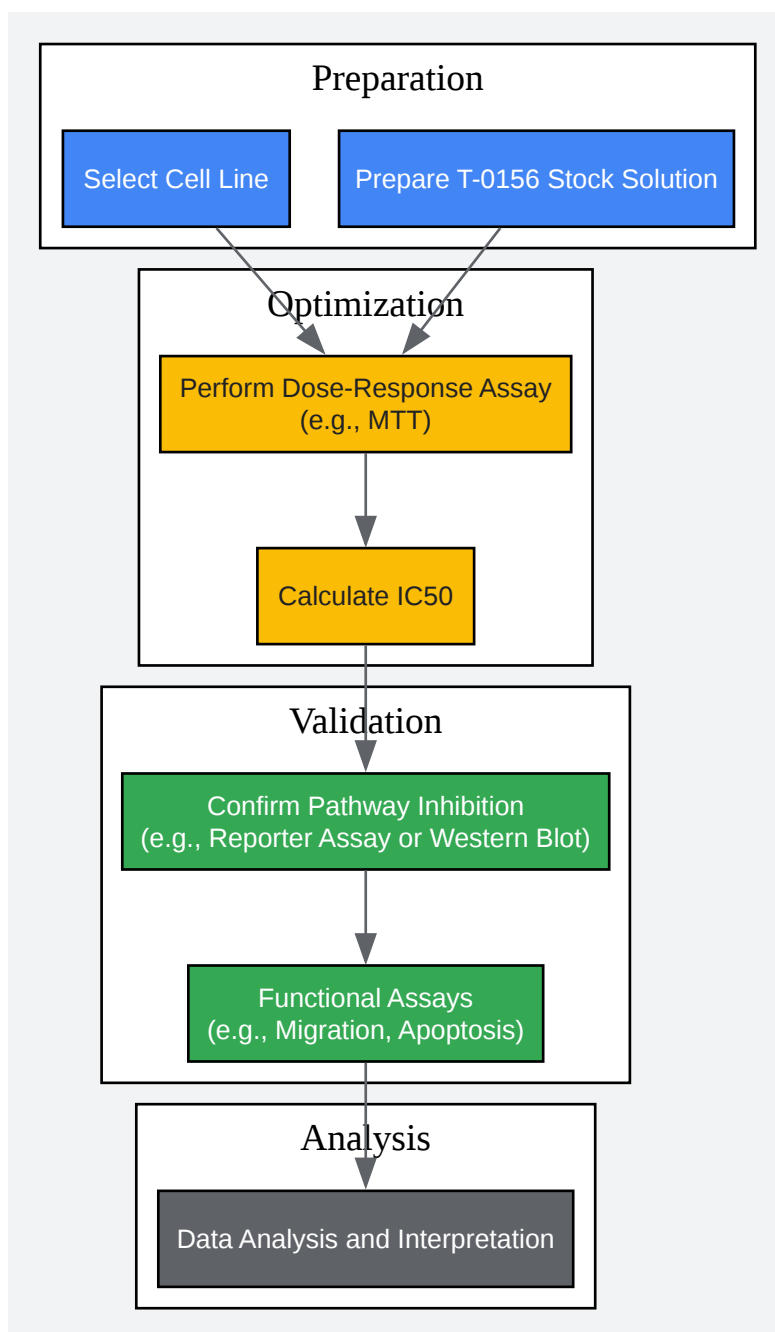 Preparation
Select Cell Line
Prepare T-0156 Stock Solution
Optimization
Perform Dose-Response Assay
(e.g., MTT)
Calculate IC50
Validation
Confirm Pathway Inhibition
(e.g., Reporter Assay or Western Blot)
Functional Assays
(e.g., Migration, Apoptosis)
Analysis
Data Analysis and Interpretation